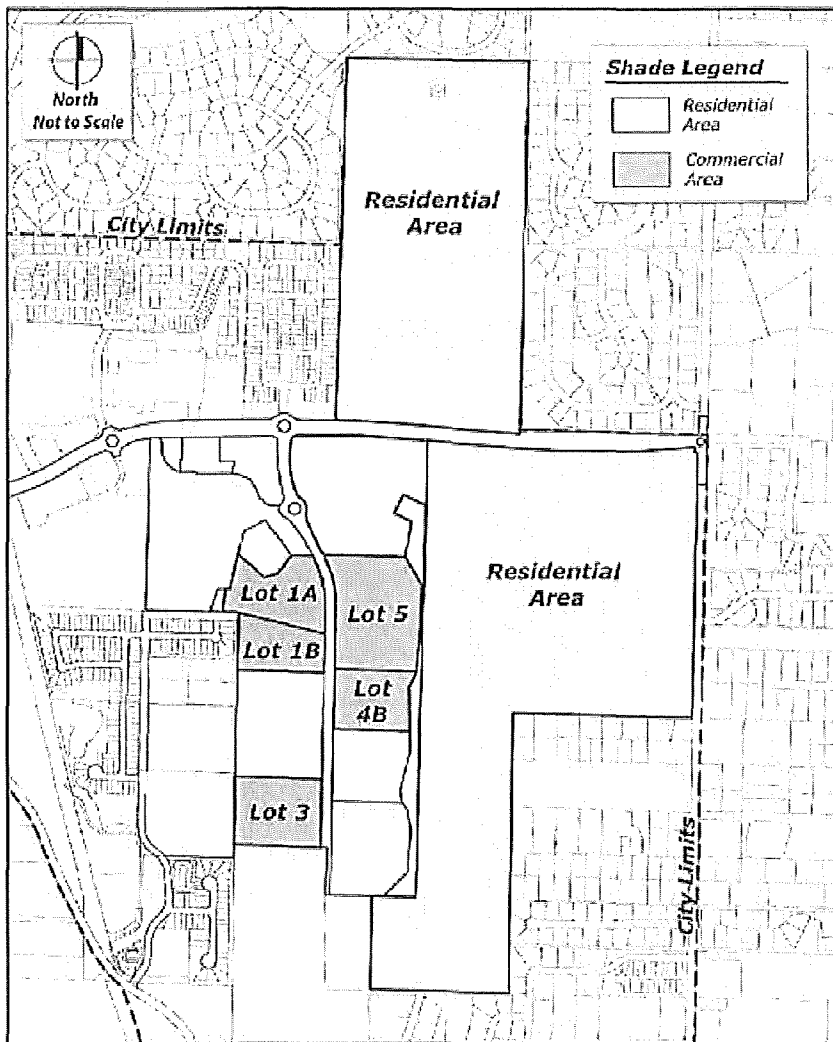 North
Not to Scale
Shade Legend
Residential
Area
Commercial
Area
Residential
Area
City Limits
Residential
Area
Lot 1A
Lot 5
Lot 1B
Lot
4B
Lot 3
City Limits